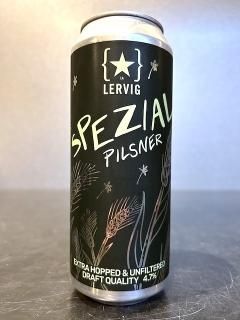 LERVIG
SPEZIAL
PILSNER
EXTRA HOPPED & UNFILTERED
DRAFT QUALITY 4.7%